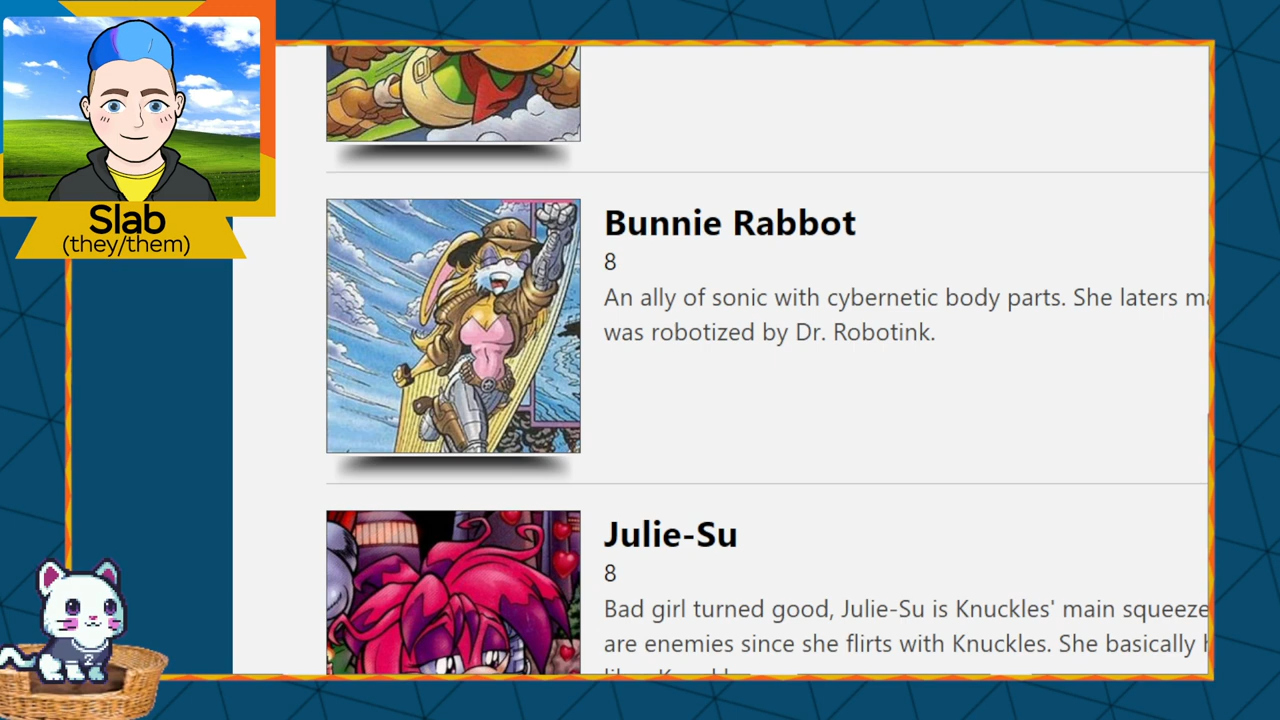 Slab
(they/them)
Bunnie Rabbot
8
An ally of sonic with cybernetic body parts. She laters
was robotized by Dr. Robotink.
Julie-Su
8
Bad girl turned good, Julie-Su is Knuckles' main squeeze
are enemies since she flirts with Knuckles. She basically
2